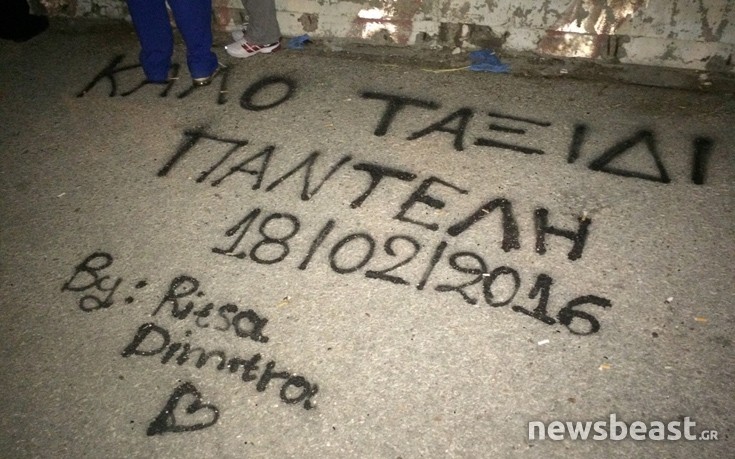 ΚΑΛΟ ΤΑΞΙΔΙ
ΠΑΝΤΕΛΗ
18/02/2016
By: Ritsa
Dimitra
newsbeast.GR